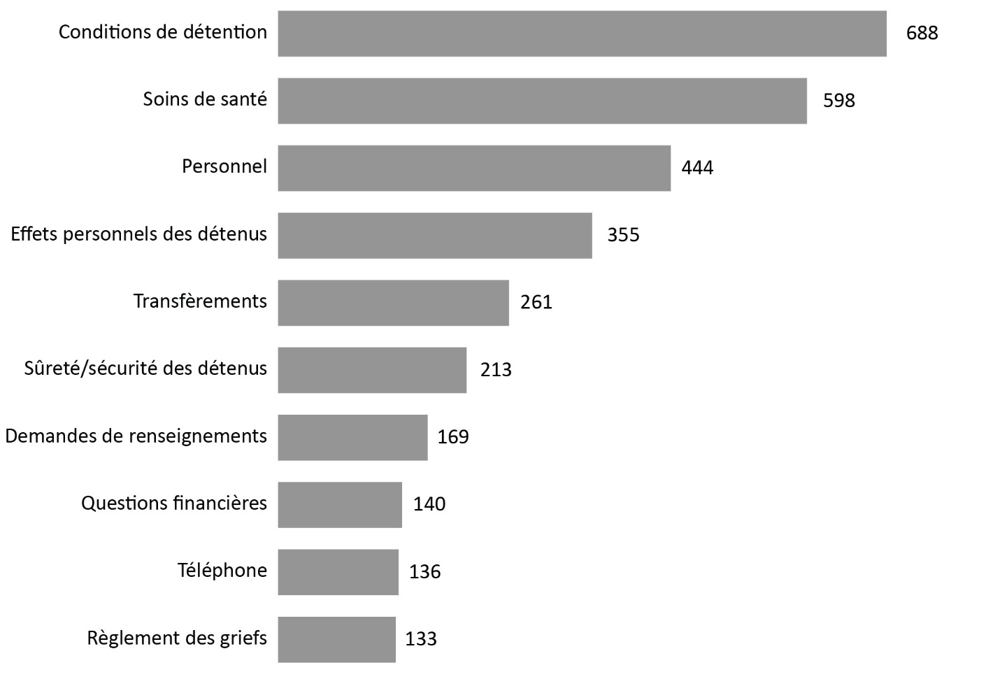 Conditions de détention 688
Soins de santé 598
Personnel 444
Effets personnels des détenus 355
Transfèrements 261
Sûreté/sécurité des détenus 213
Demandes de renseignements 169
Questions financières 140
Téléphone 136
Règlement des griefs 133